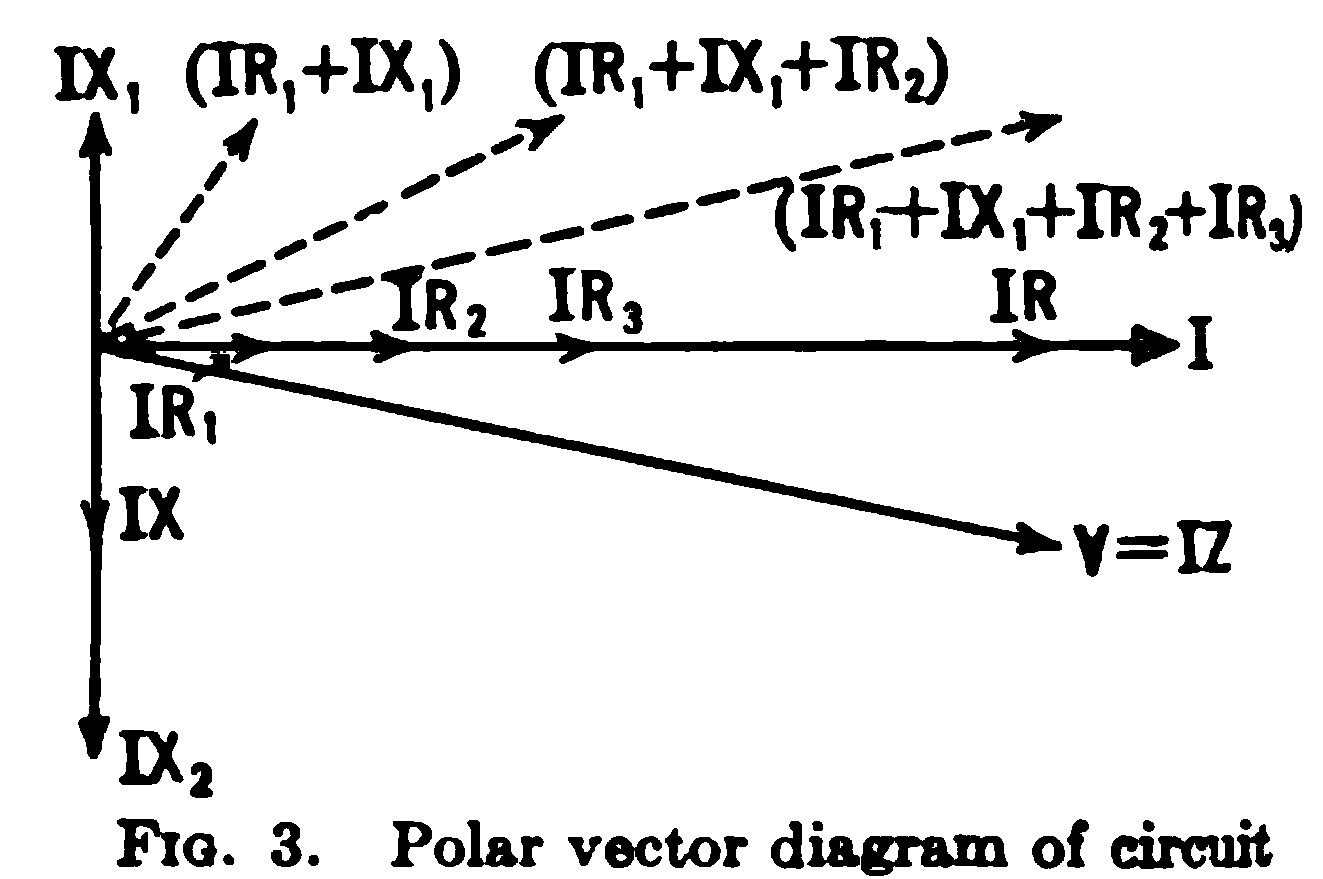 IX₁ (IR₁+IX₁) (IR₁+IX₁+IR₂)
(IR₁+IX₁+IR₂+IR₃)
IR₂ IR₃ IR
I
IR₁
IX
V=IZ
IX₂
FIG. 3. Polar vector diagram of circuit